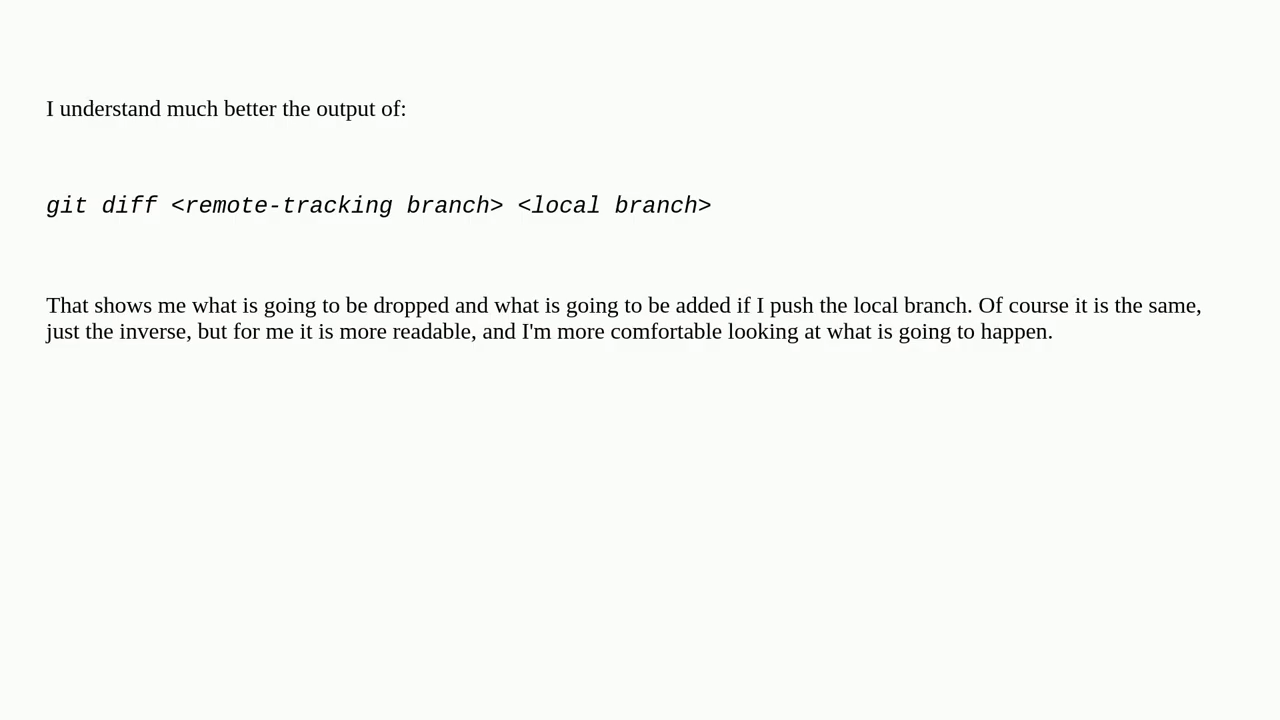 I understand much better the output of:
git diff <remote-tracking branch> <local branch>
That shows me what is going to be dropped and what is going to be added if I push the local branch. Of course it is the same,
just the inverse, but for me it is more readable, and I'm more comfortable looking at what is going to happen.